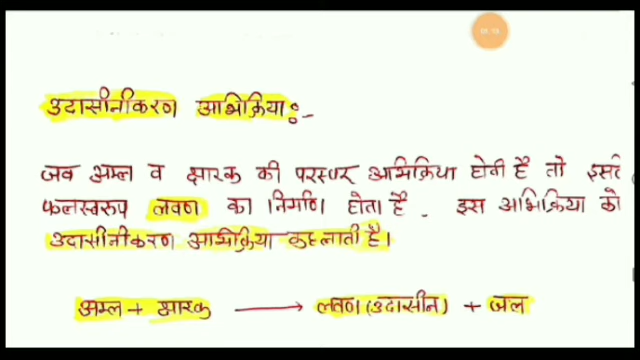 उदासीनीकरण अभिक्रिया:-
जब अम्ल व क्षारक की परस्पर अभिक्रिया होती है तो
फलस्वरूप लवण का निर्माण होता है - इस अभिक्रिया को
उदासीनीकरण अभिक्रिया कहलाती है।
अम्ल + क्षारक ⟶ लवण (उदासीन) + जल